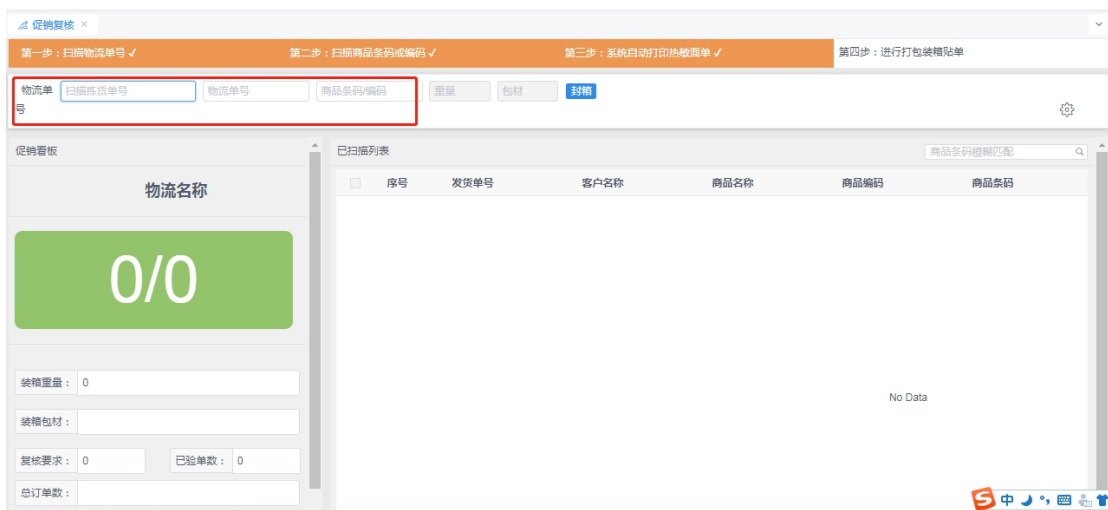 促销复核 ×
第一步：扫描物流单号 ✓ 第二步：扫描商品条码或编码 ✓ 第三步：系统自动打印热敏面单 ✓ 第四步：进行打包装箱贴单
物流单号 扫描拣货单号 物流单号 商品条码/编码 重量 包材 封箱
促销看板 已扫描列表 商品条码模糊匹配
序号 发货单号 客户名称 商品名称 商品编码 商品条码
物流名称
0/0
装箱重量： 0
No Data
装箱包材：
复核要求： 0 已验单数： 0
总订单数：
S 中